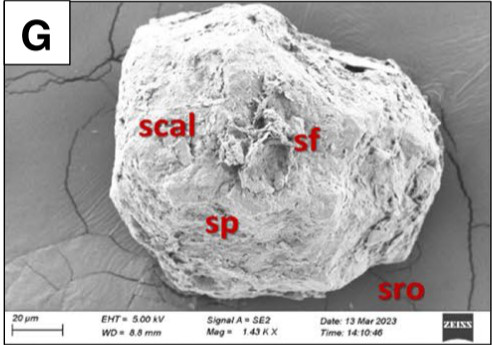 G
scal
sf
sp
sro
20 µm
EHT = 5.00 kV
Signal A = SE2
Date: 13 Mar 2023
ZEISS
WD = 8.8 mm
Mag = 1.43 K X
Time: 14:10:46